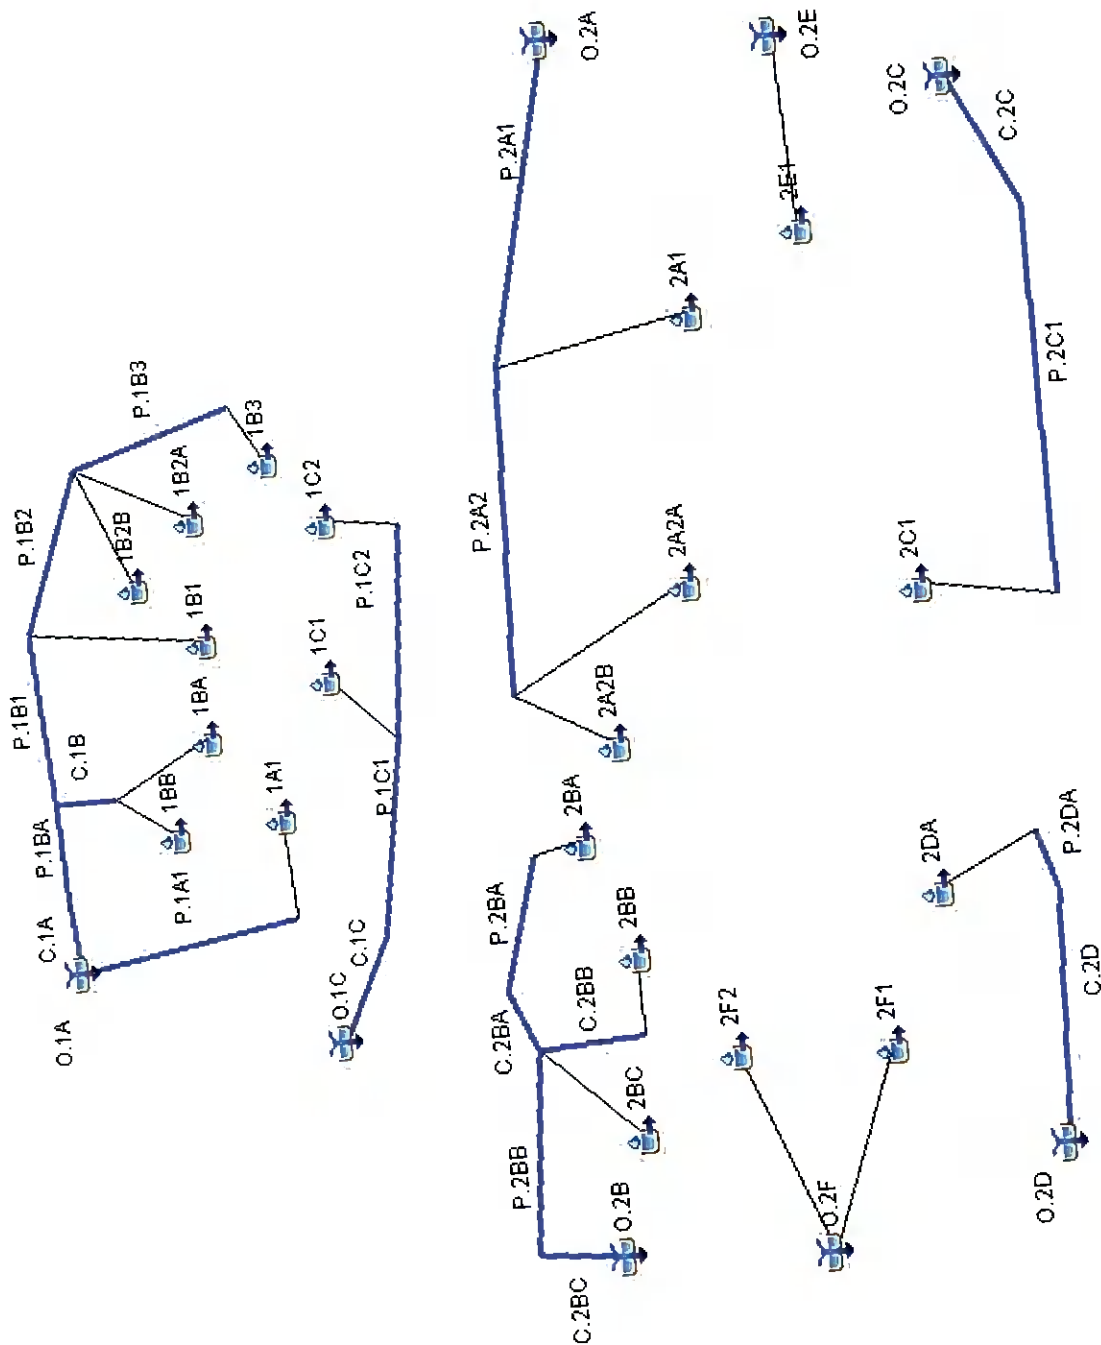 O.1A
C.1A
P.1BA
P.1B1
P.1B2
P.1B3
C.1B
P.1A1
1BB
1BA
1B1
1B2B
1B2A
1B3
1A1
O.1C
C.1C
P.1C1
1C1
P.1C2
1C2
P.2A2
P.2A1
O.2A
2A2B
2A2A
2A1
C.2BC
P.2BB
O.2B
C.2BA
P.2BA
2BA
C.2BB
2BB
2BC
2E1
O.2E
O.2F
2F2
2F1
2C1
P.2C1
C.2C
O.2C
O.2D
C.2D
P.2DA
2DA